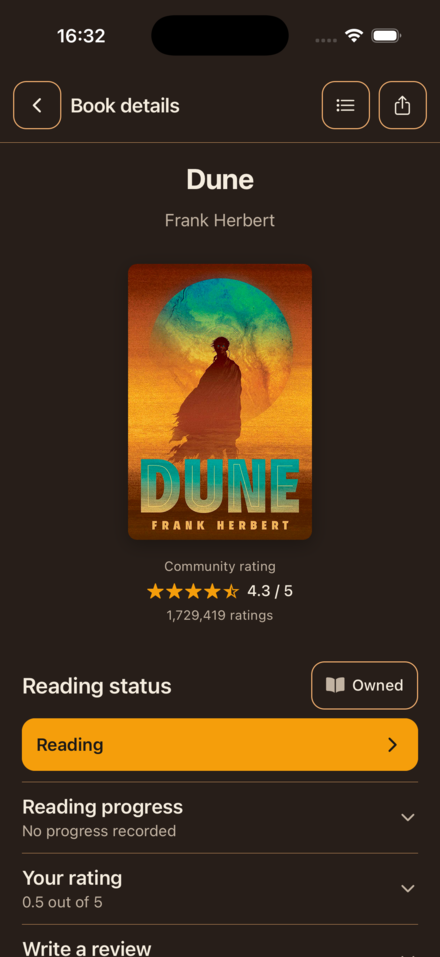 16:32
Book details
Dune
Frank Herbert
DUNE
FRANK HERBERT
Community rating
4.3 / 5
1,729,419 ratings
Reading status
Owned
Reading
Reading progress
No progress recorded
Your rating
0.5 out of 5
Write a review